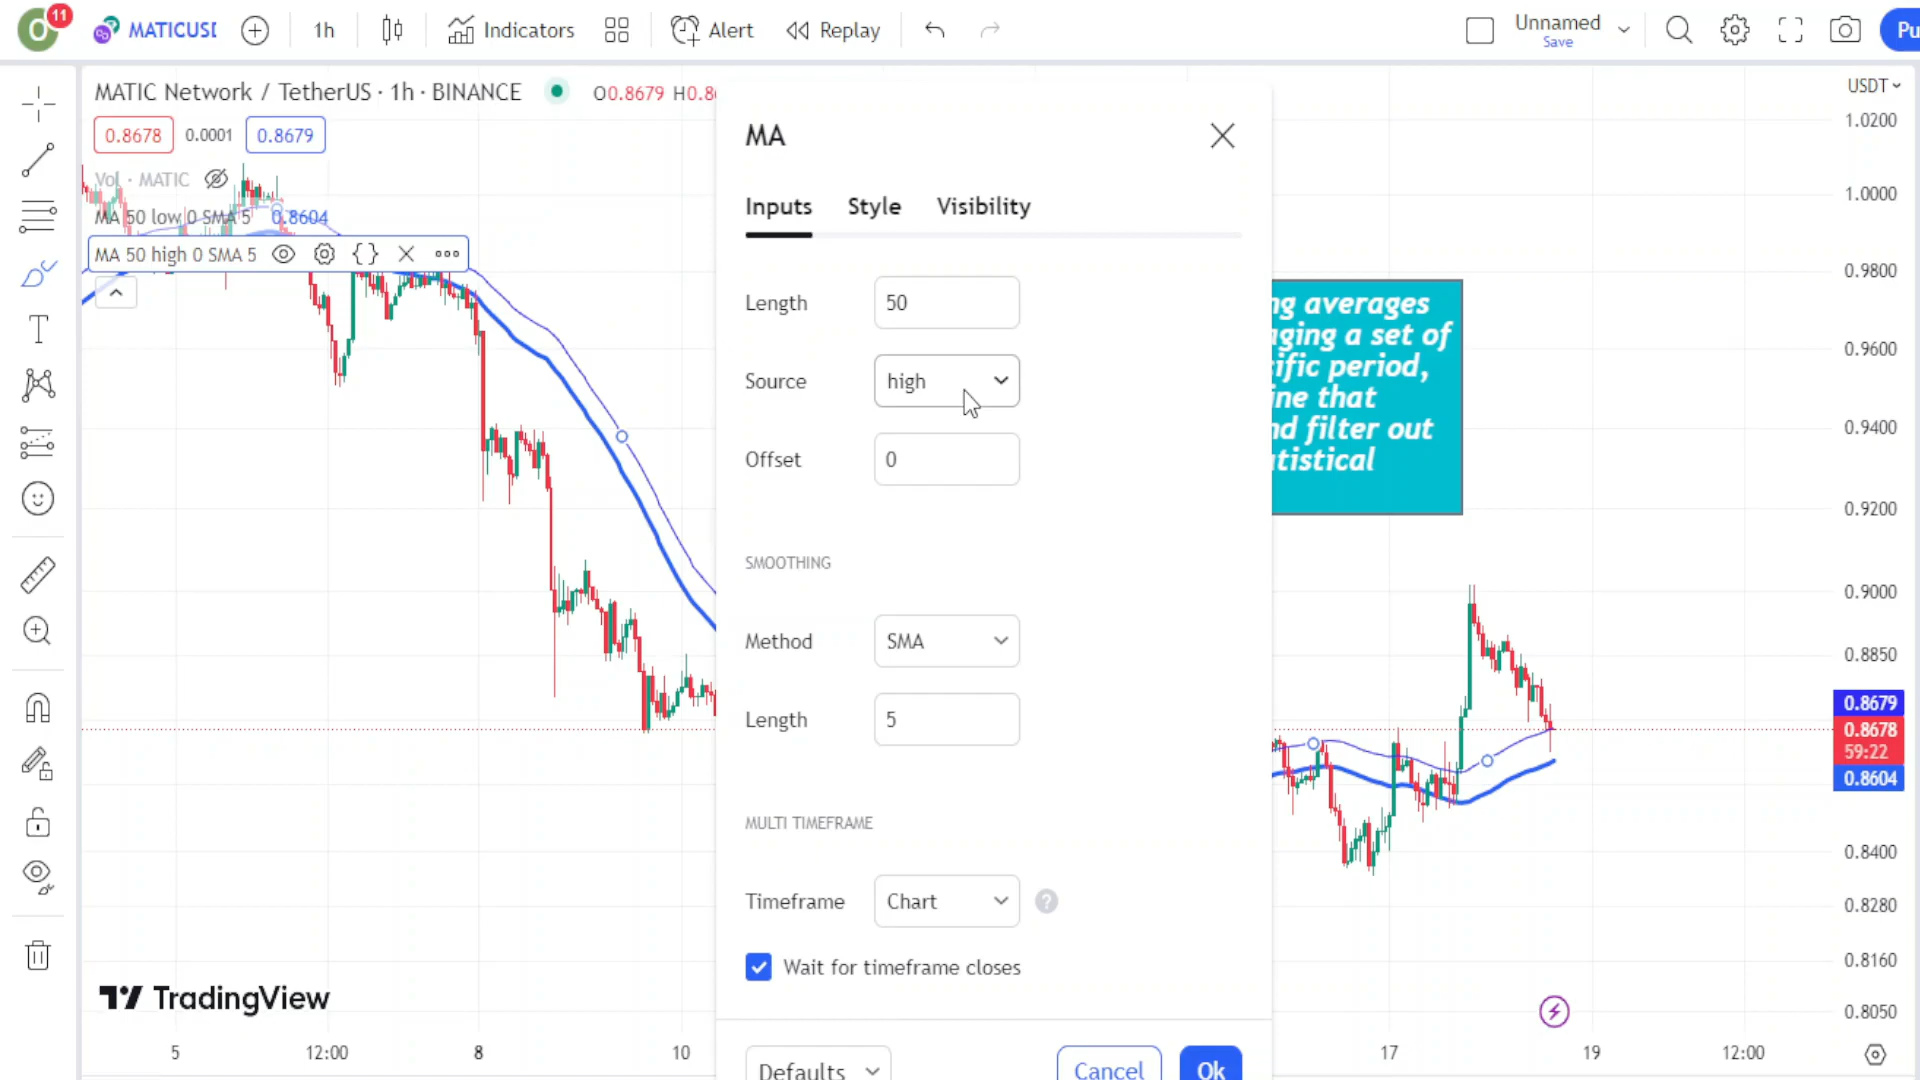 O
11
MATICUSI
1h
Indicators
Alert
Replay
Unnamed
Save
Pu
MATIC Network / TetherUS · 1h · BINANCE
O0.8679 H0.8
0.8678
0.0001
0.8679
Vol · MATIC
MA 50 low 0 SMA 5 0.8604
MA 50 high 0 SMA 5
MA
Inputs
Style
Visibility
Length
50
Source
high
Offset
0
SMOOTHING
Method
SMA
Length
5
MULTI TIMEFRAME
Timeframe
Chart
?
Wait for timeframe closes
Defaults
Cancel
Ok
ng averages
aging a set of
ific period,
ine that
nd filter out
tistical
USDT
1.0200
1.0000
0.9800
0.9600
0.9400
0.9200
0.9000
0.8850
0.8679
0.8678
59:22
0.8604
0.8400
0.8280
0.8160
0.8050
TradingView
5
12:00
8
10
17
19
12:00